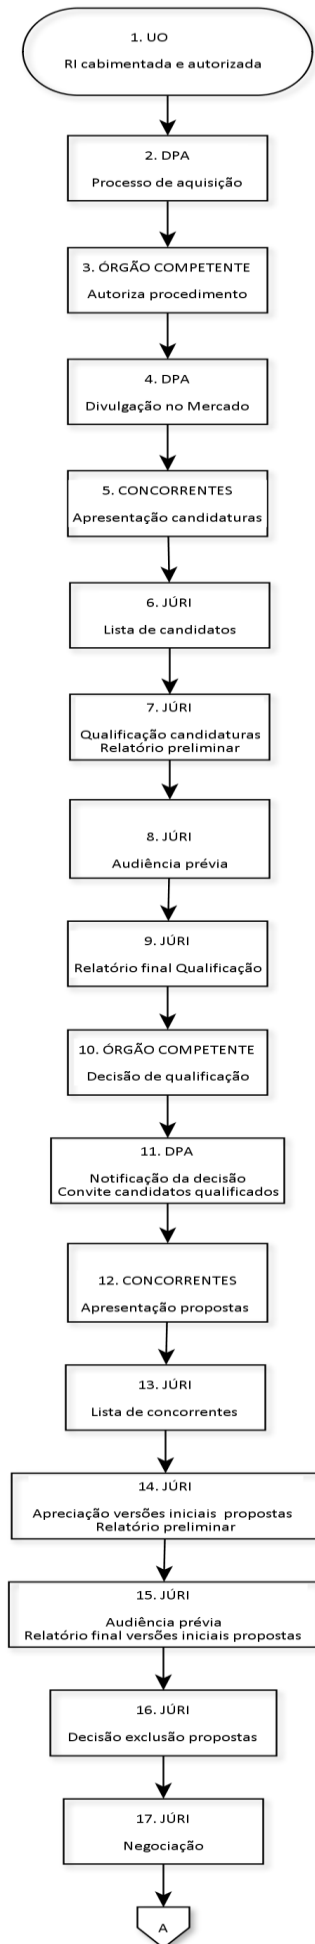 1. UO
RI cabimentada e autorizada
2. DPA
Processo de aquisição
3. ÓRGÃO COMPETENTE
Autoriza procedimento
4. DPA
Divulgação no Mercado
5. CONCORRENTES
Apresentação candidaturas
6. JÚRI
Lista de candidatos
7. JÚRI
Qualificação candidaturas
Relatório preliminar
8. JÚRI
Audiência prévia
9. JÚRI
Relatório final Qualificação
10. ÓRGÃO COMPETENTE
Decisão de qualificação
11. DPA
Notificação da decisão
Convite candidatos qualificados
12. CONCORRENTES
Apresentação propostas
13. JÚRI
Lista de concorrentes
14. JÚRI
Apreciação versões iniciais propostas
Relatório preliminar
15. JÚRI
Audiência prévia
Relatório final versões iniciais propostas
16. JÚRI
Decisão exclusão propostas
17. JÚRI
Negociação
A